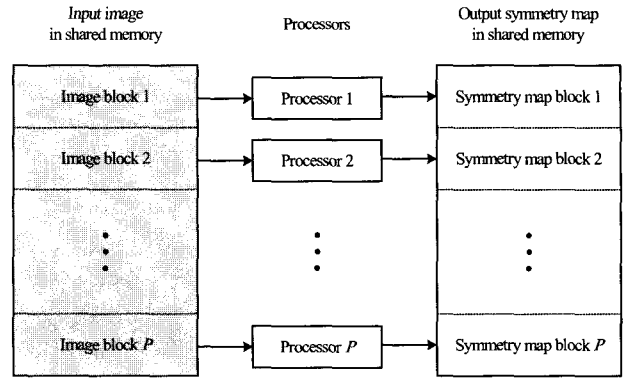 Input image
in shared memory
Processors
Output symmetry map
in shared memory
Image block 1
Processor 1
Symmetry map block 1
Image block 2
Processor 2
Symmetry map block 2
Image block P
Processor P
Symmetry map block P